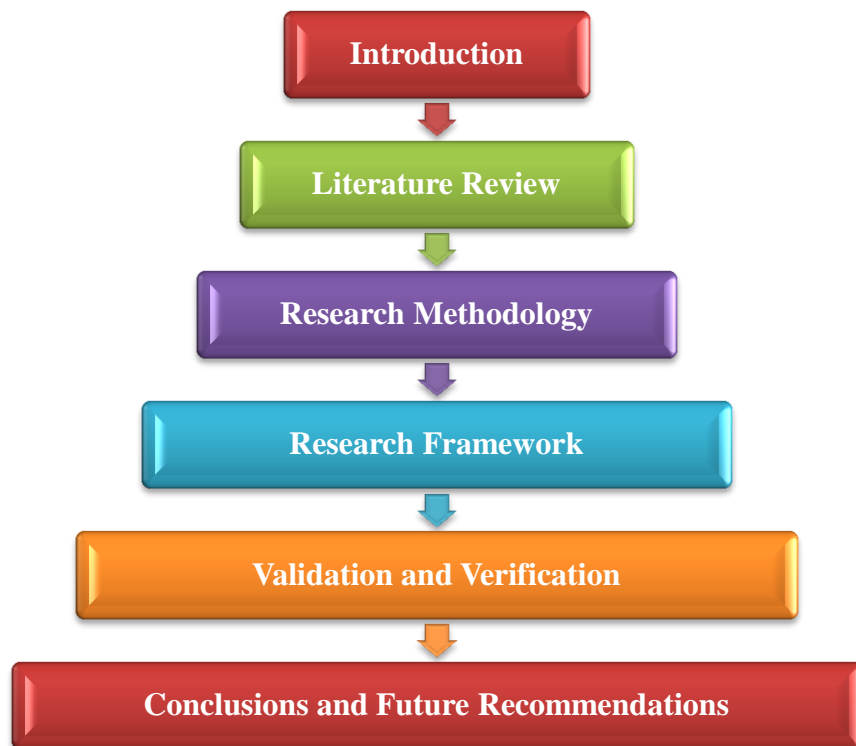 Introduction
Literature Review
Research Methodology
Research Framework
Validation and Verification
Conclusions and Future Recommendations